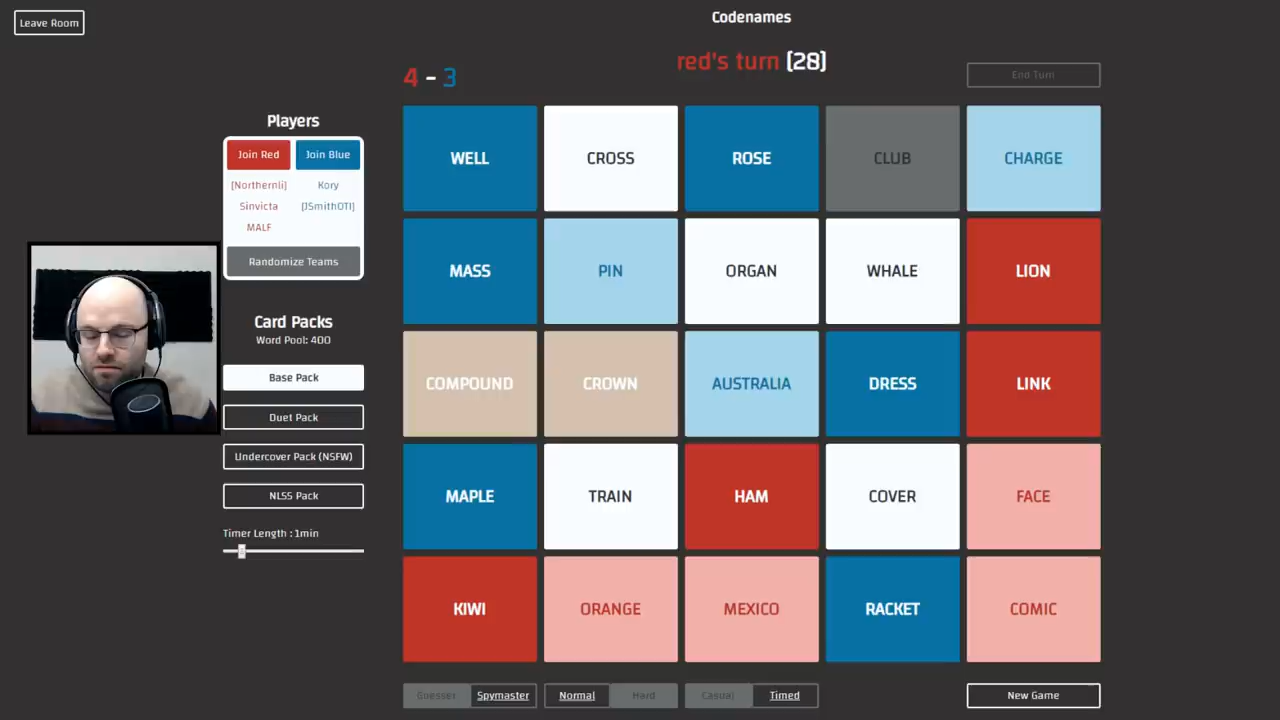 Leave Room
Codenames
red's turn [28]
4 - 3
End Turn
Players
Join Red
Join Blue
[Northernli]
Kory
Sinvicta
[JSmithOTI]
MALF
Randomize Teams
Card Packs
Word Pool: 400
Base Pack
Duet Pack
Undercover Pack (NSFW)
NLSS Pack
Timer Length : 1min
WELL
CROSS
ROSE
CLUB
CHARGE
MASS
PIN
ORGAN
WHALE
LION
COMPOUND
CROWN
AUSTRALIA
DRESS
LINK
MAPLE
TRAIN
HAM
COVER
FACE
KIWI
ORANGE
MEXICO
RACKET
COMIC
Guesser
Spymaster
Normal
Hard
Casual
Timed
New Game